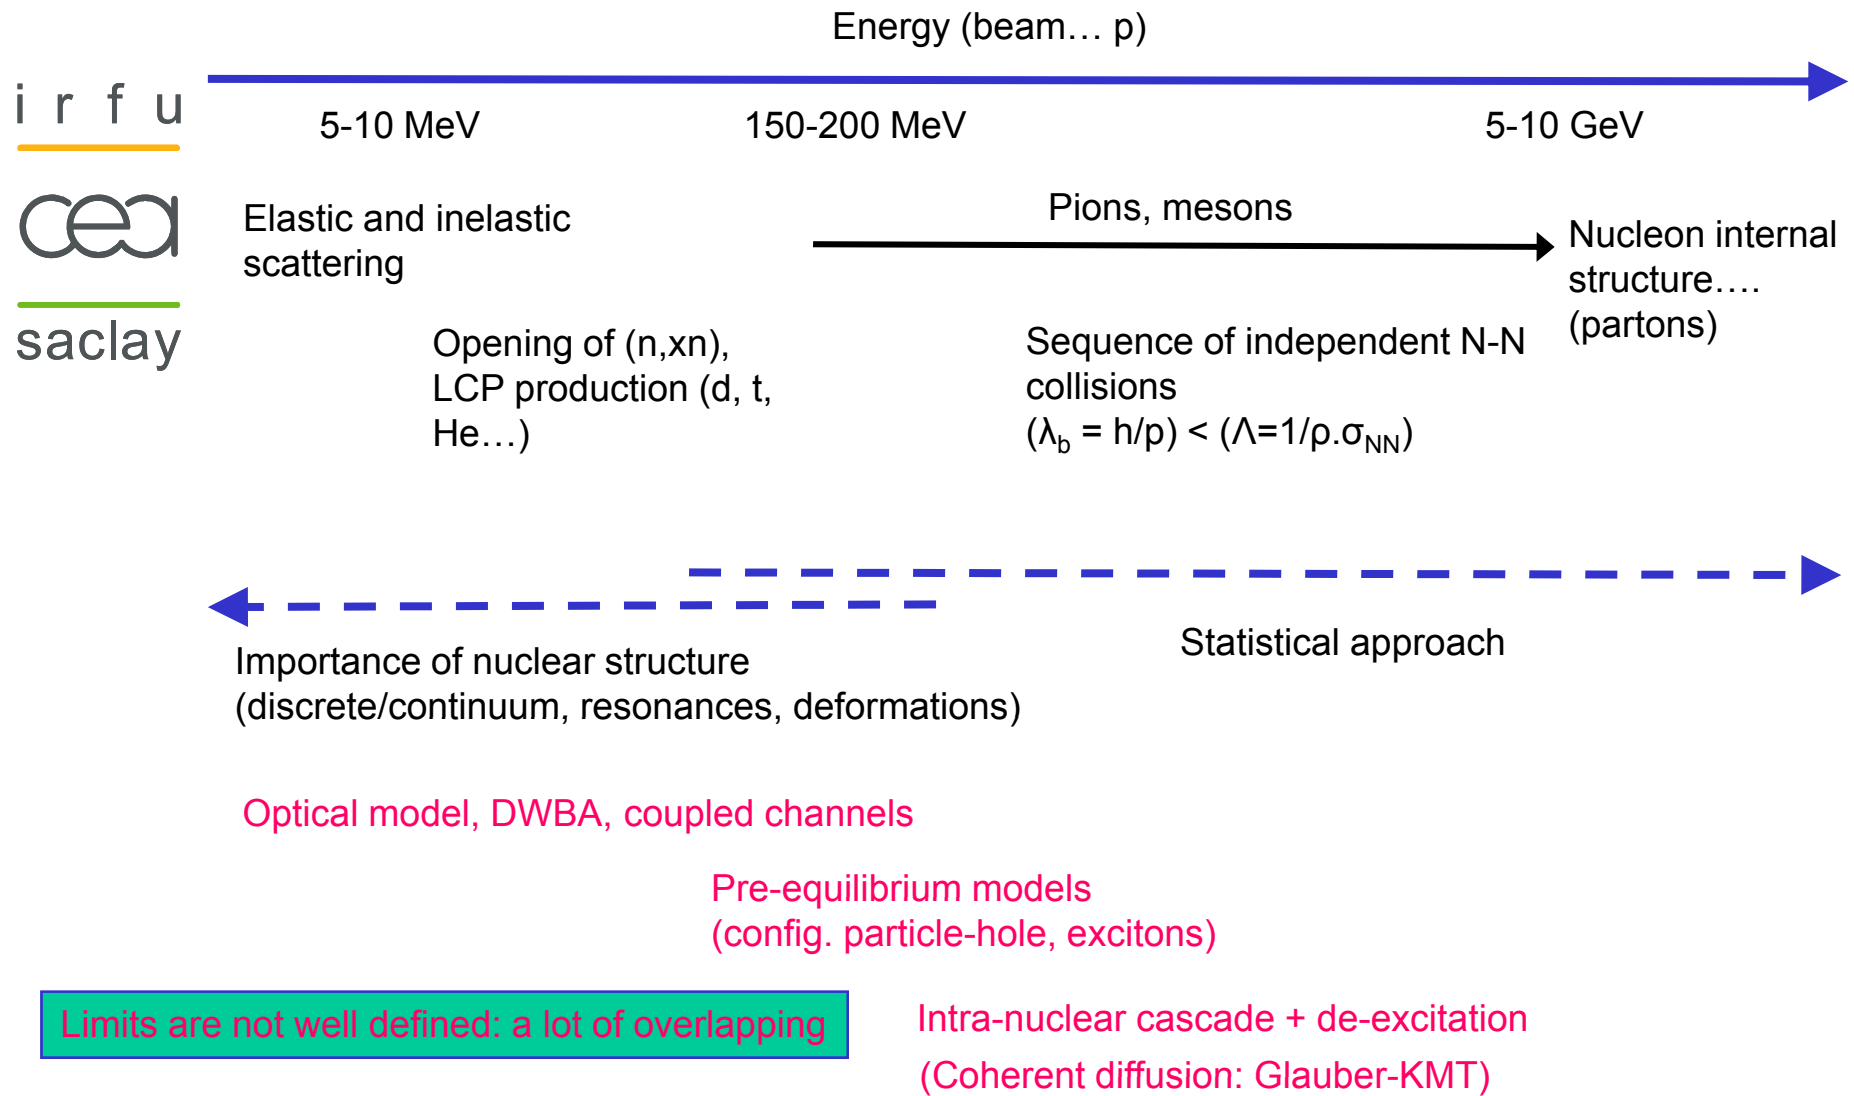 Energy (beam… p)
irfu
5-10 MeV
150-200 MeV
5-10 GeV
cea
saclay
Elastic and inelastic
scattering
Pions, mesons
Nucleon internal
structure….
(partons)
Opening of (n,xn),
LCP production (d, t,
He…)
Sequence of independent N-N
collisions
(λb = h/p) < (Λ=1/ρ.σNN)
Importance of nuclear structure
(discrete/continuum, resonances, deformations)
Statistical approach
Optical model, DWBA, coupled channels
Pre-equilibrium models
(config. particle-hole, excitons)
Limits are not well defined: a lot of overlapping
Intra-nuclear cascade + de-excitation
(Coherent diffusion: Glauber-KMT)